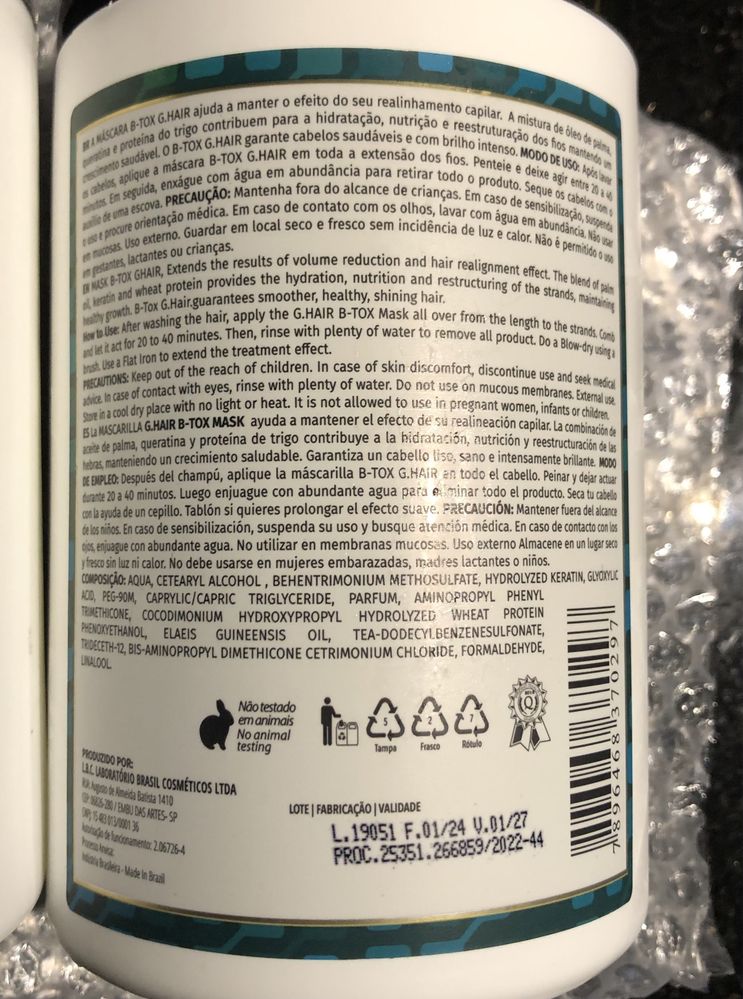 BR A MÁSCARA B-TOX G.HAIR ajuda a manter o efeito do seu realinhamento capilar. A mistura de óleo de palma,
queratina e proteína do trigo contribuem para a hidratação, nutrição e reestruturação dos fios mantendo um
crescimento saudável. O B-TOX G.HAIR garante cabelos saudáveis e com brilho intenso. MODO DE USO: Após lavar
os cabelos, aplique a máscara B-TOX G.HAIR em toda a extensão dos fios. Penteie e deixe agir entre 20 a 40
minutos. Em seguida, enxágue com água em abundância para retirar todo o produto. Seque os cabelos com o
auxílio de uma escova. PRECAUÇÃO: Mantenha fora do alcance de crianças. Em caso de sensibilização, suspenda
o uso e procure orientação médica. Em caso de contato com os olhos, lavar com água em abundância. Não usar
em mucosas. Uso externo. Guardar em local seco e fresco sem incidência de luz e calor. Não é permitido o uso
em gestantes, lactantes ou crianças.
EN MASK B-TOX GHAIR, Extends the results of volume reduction and hair realignment effect. The blend of palm
oil, keratin and wheat protein provides the hydration, nutrition and restructuring of the strands, maintaining
healthy growth. B-Tox G.Hair.guarantees smoother, healthy, shining hair.
How to Use: After washing the hair, apply the G.HAIR B-TOX Mask all over from the length to the strands. Comb
and let it act for 20 to 40 minutes. Then, rinse with plenty of water to remove all product. Do a Blow-dry using a
brush. Use a Flat Iron to extend the treatment effect.
PRECAUTIONS: Keep out of the reach of children. In case of skin discomfort, discontinue use and seek medical
advice. In case of contact with eyes, rinse with plenty of water. Do not use on mucous membranes. External use.
Store in a cool dry place with no light or heat. It is not allowed to use in pregnant women, infants or children.
ES La MASCARILLA G.HAIR B-TOX MASK ayuda a mantener el efecto de su realineación capilar. La combinación de
aceite de palma, queratina y proteína de trigo contribuye a la hidratación, nutrición y reestructuración de las
hebras, manteniendo un crecimiento saludable. Garantiza un cabello liso, sano e intensamente brillante. MODO
DE EMPLEO: Después del champú, aplique la máscarilla B-TOX G.HAIR en todo el cabello. Peinar y dejar actuar
durante 20 a 40 minutos. Luego enjuague con abundante agua para eliminar todo el producto. Seca tu cabello
con la ayuda de un cepillo. Tablón si quieres prolongar el efecto suave. PRECAUCIÓN: Mantener fuera del alcance
de los niños. En caso de sensibilización, suspenda su uso y busque atención médica. En caso de contacto con los
ojos, enjuague con abundante agua. No utilizar en membranas mucosas. Uso externo Almacene en un lugar seco
y fresco sin luz ni calor. No debe usarse en mujeres embarazadas, madres lactantes o niños.
COMPOSIÇÃO: AQUA, CETEARYL ALCOHOL , BEHENTRIMONIUM METHOSULFATE, HYDROLYZED KERATIN, GLYOXYLIC
ACID, PEG-90M, CAPRYLIC/CAPRIC TRIGLYCERIDE, PARFUM, AMINOPROPYL PHENYL
TRIMETHICONE, COCODIMONIUM HYDROXYPROPYL HYDROLYZED WHEAT PROTEIN
PHENOXYETHANOL, ELAEIS GUINEENSIS OIL, TEA-DODECYLBENZENESULFONATE,
TRIDECETH-12, BIS-AMINOPROPYL DIMETHICONE CETRIMONIUM CHLORIDE, FORMALDEHYDE,
LINALOOL.
Não testado
em animais
No animal
testing
5
Tampa
2
Frasco
7
Rótulo
Q
PRODUZIDO POR:
L.B.C. LABORATÓRIO BRASIL COSMÉTICOS LTDA
RUA Augusto de Almeida Batista 1410
CEP: 06826-280 / EMBU DAS ARTES- SP
CNPJ: 15 483 013/0001 36
Autorização de funcionamento: 2.06726-4
Processo Anvisa:
Indústria Brasileira - Made In Brazil
LOTE | FABRICAÇÃO | VALIDADE
L.19051 F.01/24 V.01/27
PROC.25351.266859/2022-44
7896468370297